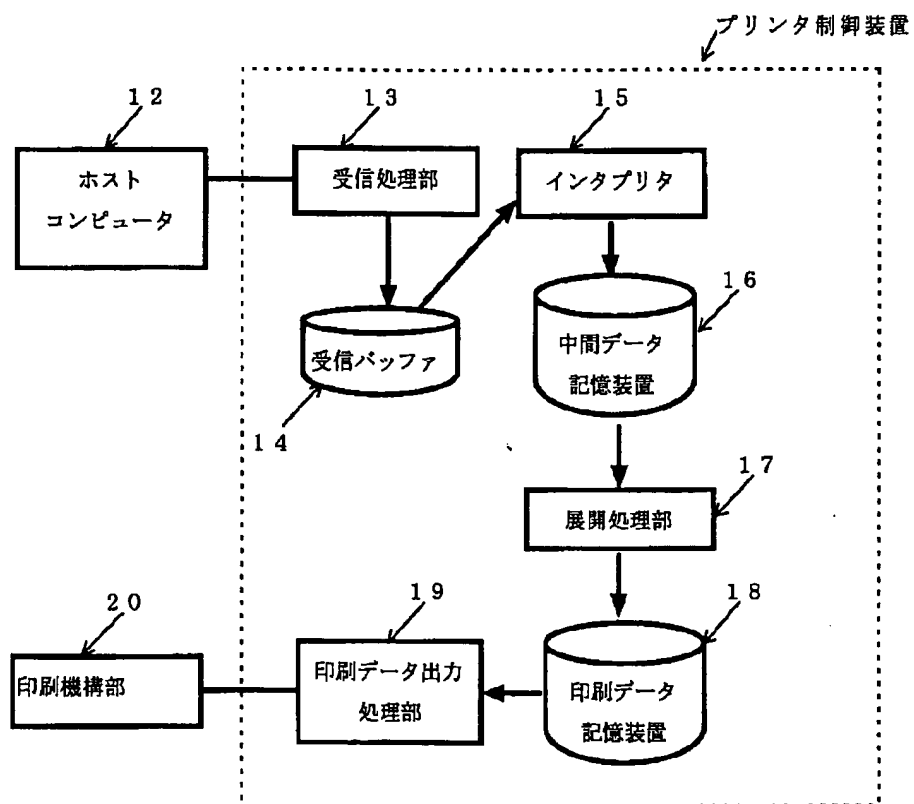 プリンタ制御装置
12
13
15
ホスト
コンピュータ
受信処理部
インタプリタ
16
受信バッファ
中間データ
記憶装置
14
17
展開処理部
20
19
18
印刷機構部
印刷データ出力
処理部
印刷データ
記憶装置